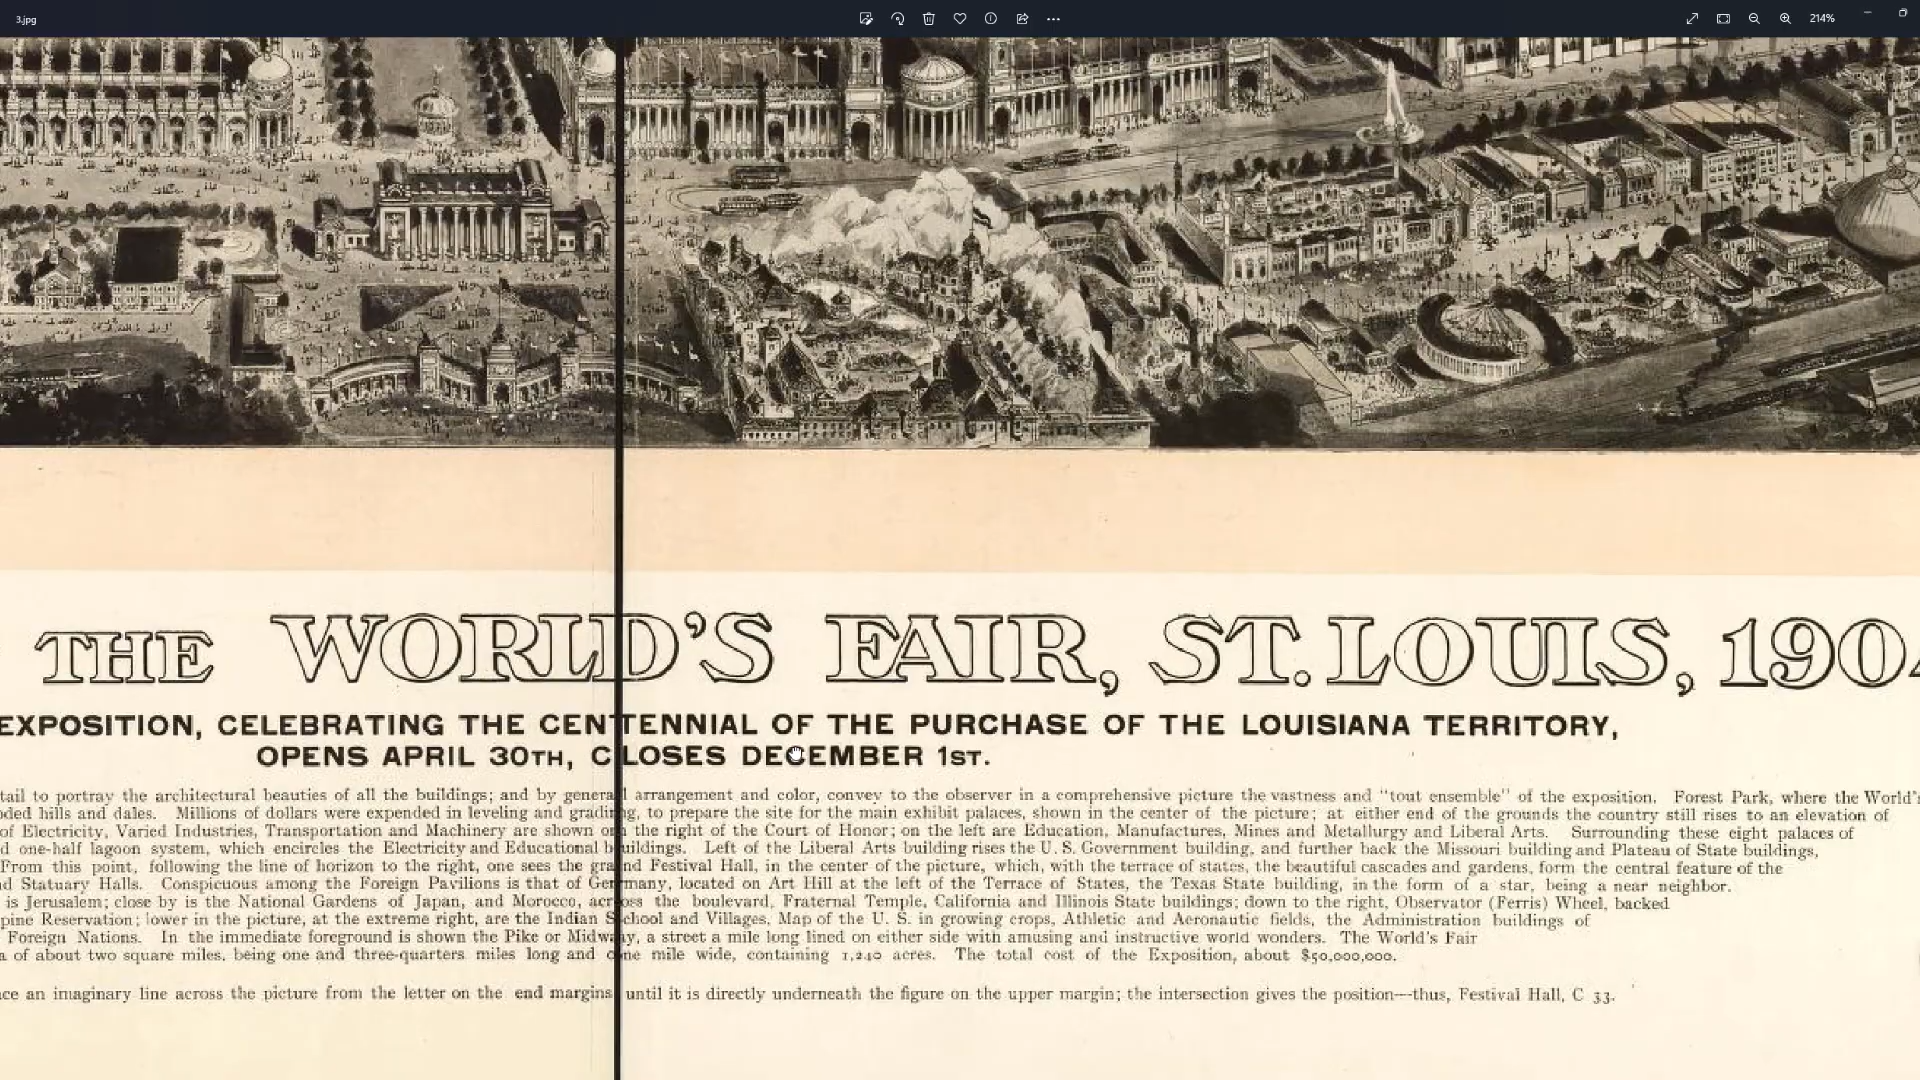 3.jpg
214%
THE WORLD'S FAIR, ST. LOUIS, 190
EXPOSITION, CELEBRATING THE CENTENNIAL OF THE PURCHASE OF THE LOUISIANA TERRITORY,
OPENS APRIL 30TH, CLOSES DECEMBER 1ST.
tail to portray the architectural beauties of all the buildings; and by general arrangement and color, convey to the observer in a comprehensive picture the vastness and "tout ensemble" of the exposition. Forest Park, where the World's
oded hills and dales. Millions of dollars were expended in leveling and grading, to prepare the site for the main exhibit palaces, shown in the center of the picture; at either end of the grounds the country still rises to an elevation of
of Electricity, Varied Industries, Transportation and Machinery are shown on the right of the Court of Honor; on the left are Education, Manufactures, Mines and Metallurgy and Liberal Arts. Surrounding these eight palaces of
d one-half lagoon system, which encircles the Electricity and Educational buildings. Left of the Liberal Arts building rises the U. S. Government building, and further back the Missouri building and Plateau of State buildings,
From this point, following the line of horizon to the right, one sees the grand Festival Hall, in the center of the picture, which, with the terrace of states, the beautiful cascades and gardens, form the central feature of the
d Statuary Halls. Conspicuous among the Foreign Pavilions is that of Germany, located on Art Hill at the left of the Terrace of States, the Texas State building, in the form of a star, being a near neighbor.
is Jerusalem; close by is the National Gardens of Japan, and Morocco, across the boulevard, Fraternal Temple, California and Illinois State buildings; down to the right, Observator (Ferris) Wheel, backed
pine Reservation; lower in the picture, at the extreme right, are the Indian School and Villages, Map of the U. S. in growing crops, Athletic and Aeronautic fields, the Administration buildings of
Foreign Nations. In the immediate foreground is shown the Pike or Midway, a street a mile long lined on either side with amusing and instructive world wonders. The World's Fair
a of about two square miles, being one and three-quarters miles long and one mile wide, containing 1,240 acres. The total cost of the Exposition, about $50,000,000.
ce an imaginary line across the picture from the letter on the end margins until it is directly underneath the figure on the upper margin; the intersection gives the position—thus, Festival Hall, C 33.